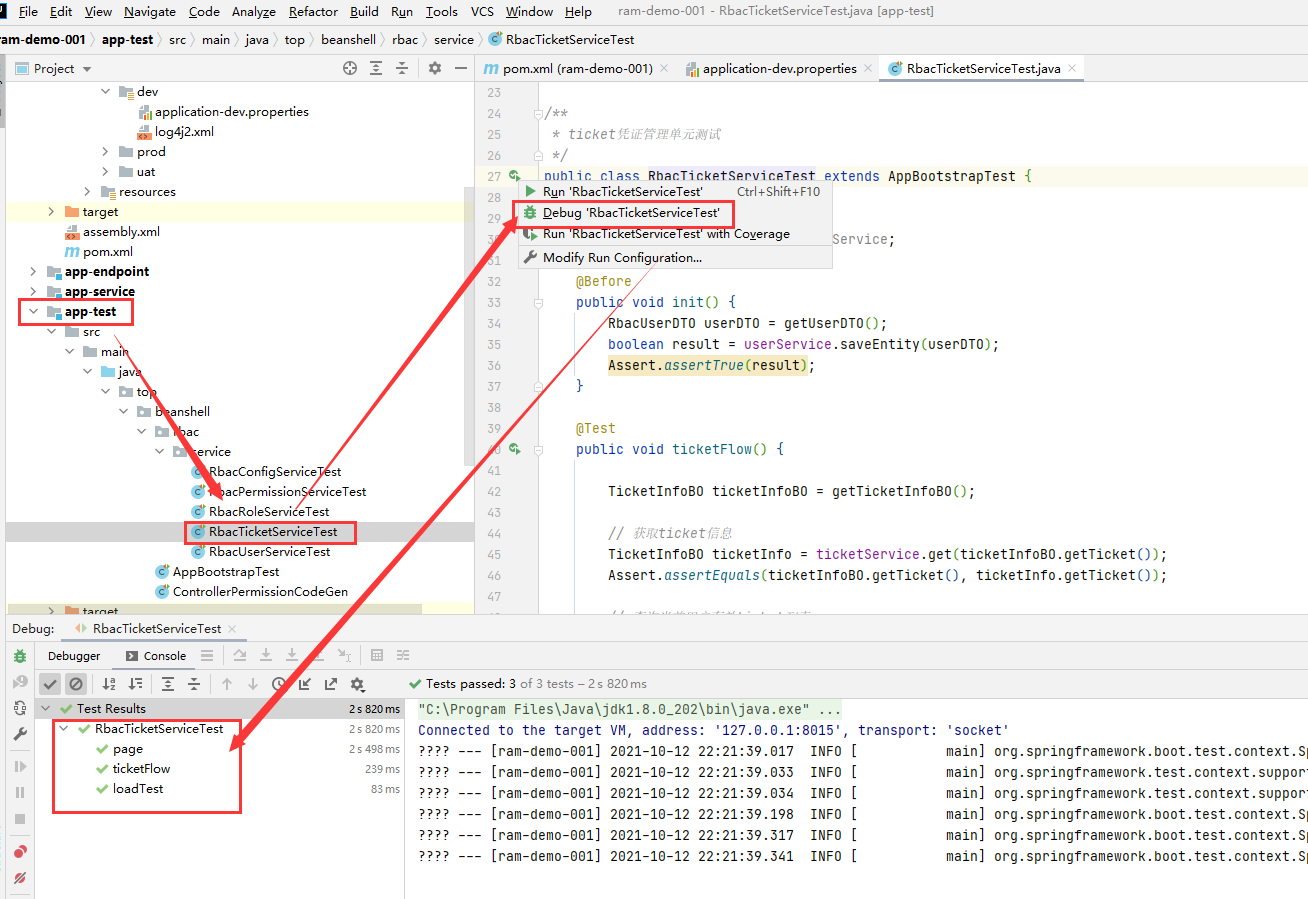 File Edit View Navigate Code Analyze Refactor Build Run Tools VCS Window Help ram-demo-001 - RbacTicketServiceTest.java [app-test]
ram-demo-001 app-test src main java top beanshell rbac service RbacTicketServiceTest
Project
pom.xml (ram-demo-001) application-dev.properties RbacTicketServiceTest.java
dev
application-dev.properties
log4j2.xml
prod
uat
resources
target
assembly.xml
pom.xml
app-endpoint
app-service
app-test
src
main
java
top
beanshell
rbac
service
RbacConfigServiceTest
RbacPermissionServiceTest
RbacRoleServiceTest
RbacTicketServiceTest
RbacUserServiceTest
AppBootstrapTest
ControllerPermissionCodeGen
target
23
24 /**
25 * ticket凭证管理单元测试
26 */
27 public class RbacTicketServiceTest extends AppBootstrapTest {
28
29
Service;
31
32 @Before
33 public void init() {
34 RbacUserDTO userDTO = getUserDTO();
35 boolean result = userService.saveEntity(userDTO);
36 Assert.assertTrue(result);
37 }
38
39 @Test
40 public void ticketFlow() {
41
42 TicketInfoBO ticketInfoBO = getTicketInfoBO();
43
44 // 获取ticket信息
45 TicketInfoBO ticketInfo = ticketService.get(ticketInfoBO.getTicket());
46 Assert.assertEquals(ticketInfoBO.getTicket(), ticketInfo.getTicket());
47
Run 'RbacTicketServiceTest' Ctrl+Shift+F10
Debug 'RbacTicketServiceTest'
Run 'RbacTicketServiceTest' with Coverage
Modify Run Configuration...
Debug: RbacTicketServiceTest
Debugger Console
Tests passed: 3 of 3 tests – 2 s 820 ms
Test Results 2 s 820 ms
RbacTicketServiceTest 2 s 820 ms
page 2 s 498 ms
ticketFlow 239 ms
loadTest 83 ms
"C:\Program Files\Java\jdk1.8.0_202\bin\java.exe" ...
Connected to the target VM, address: '127.0.0.1:8015', transport: 'socket'
???? --- [ram-demo-001] 2021-10-12 22:21:39.017 INFO [ main] org.springframework.boot.test.context.Sp
???? --- [ram-demo-001] 2021-10-12 22:21:39.033 INFO [ main] org.springframework.test.context.support
???? --- [ram-demo-001] 2021-10-12 22:21:39.034 INFO [ main] org.springframework.test.context.support
???? --- [ram-demo-001] 2021-10-12 22:21:39.198 INFO [ main] org.springframework.boot.test.context.Sp
???? --- [ram-demo-001] 2021-10-12 22:21:39.317 INFO [ main] org.springframework.boot.test.context.Sp
???? --- [ram-demo-001] 2021-10-12 22:21:39.341 INFO [ main] org.springframework.boot.test.context.Sp